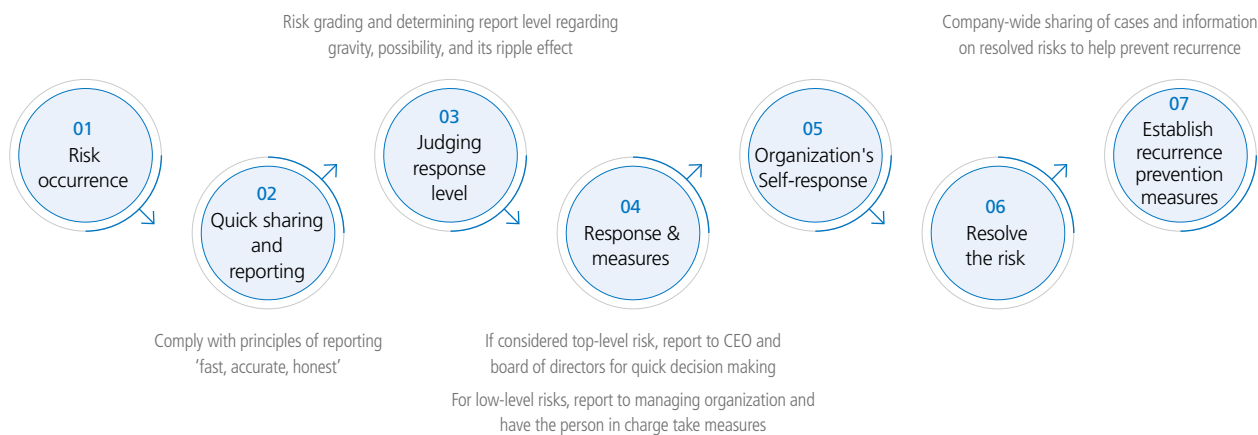 Risk grading and determining report level regarding
gravity, possibility, and its ripple effect
Company-wide sharing of cases and information
on resolved risks to help prevent recurrence
01
Risk
occurrence
02
Quick sharing
and
reporting
03
Judging
response
level
04
Response &
measures
05
Organization's
Self-response
06
Resolve
the risk
07
Establish
recurrence
prevention
measures
Comply with principles of reporting
‘fast, accurate, honest’
If considered top-level risk, report to CEO and
board of directors for quick decision making
For low-level risks, report to managing organization and
have the person in charge take measures